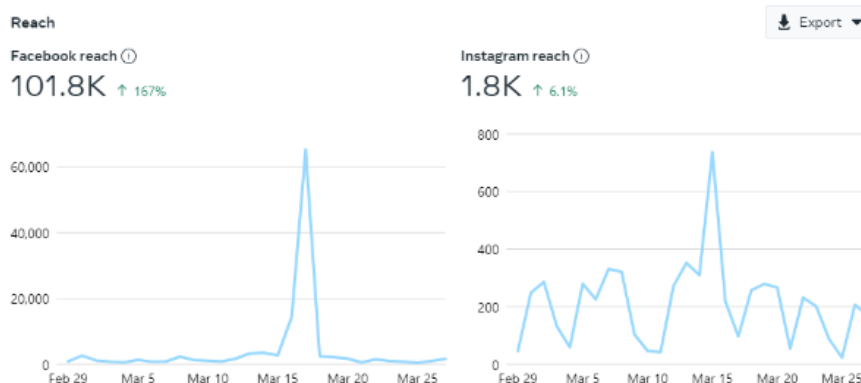 Reach
Export
Facebook reach
101.8K ↑ 167%
60,000
40,000
20,000
0
Feb 29 Mar 5 Mar 10 Mar 15 Mar 20 Mar 25
Instagram reach
1.8K ↑ 6.1%
800
600
400
200
0
Feb 29 Mar 5 Mar 10 Mar 15 Mar 20 Mar 25